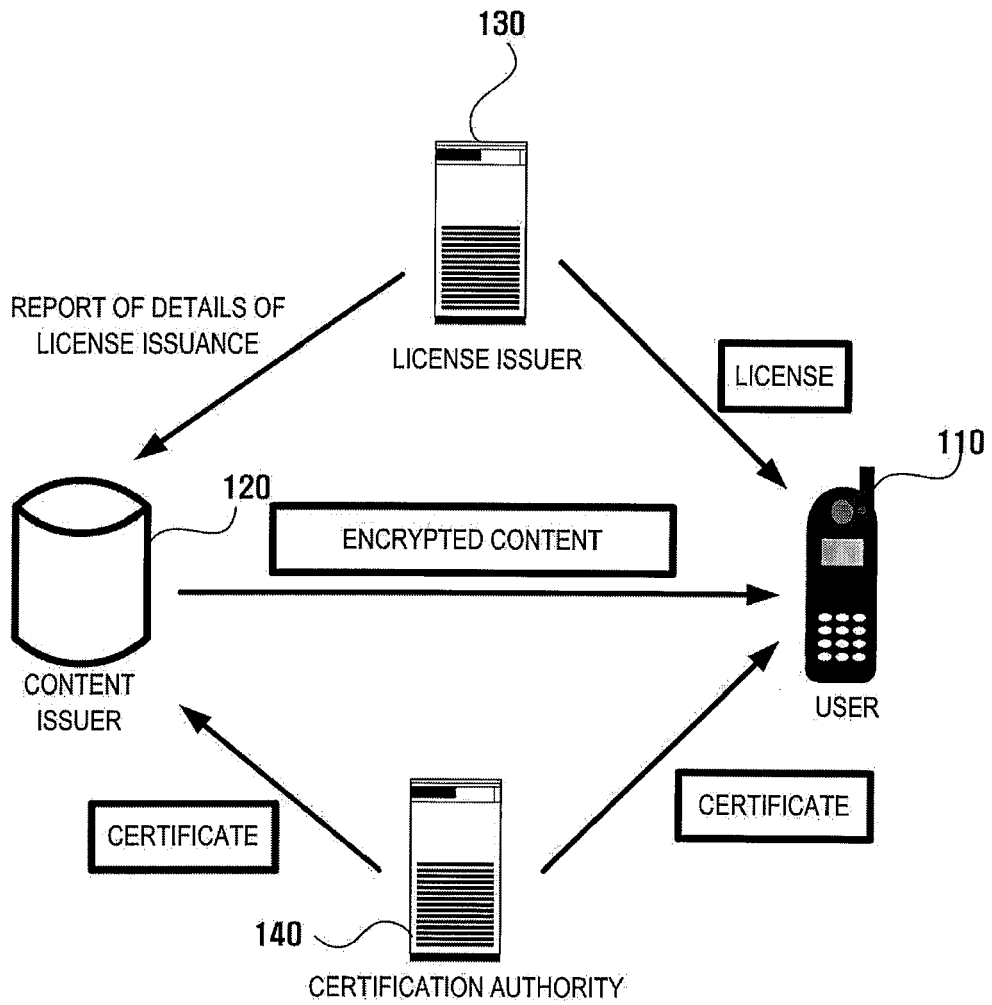 130
REPORT OF DETAILS OF
LICENSE ISSUANCE
LICENSE ISSUER
LICENSE
110
120
ENCRYPTED CONTENT
CONTENT
ISSUER
USER
CERTIFICATE
CERTIFICATE
140
CERTIFICATION AUTHORITY